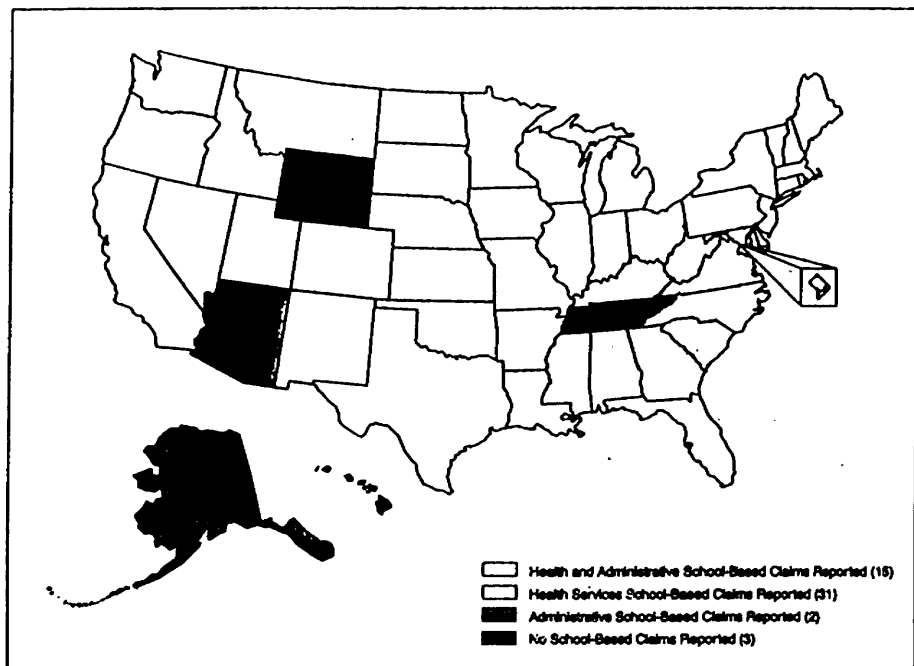 Health and Administrative School-Based Claims Reported (15)
Health Services School-Based Claims Reported (31)
Administrative School-Based Claims Reported (2)
No School-Based Claims Reported (3)